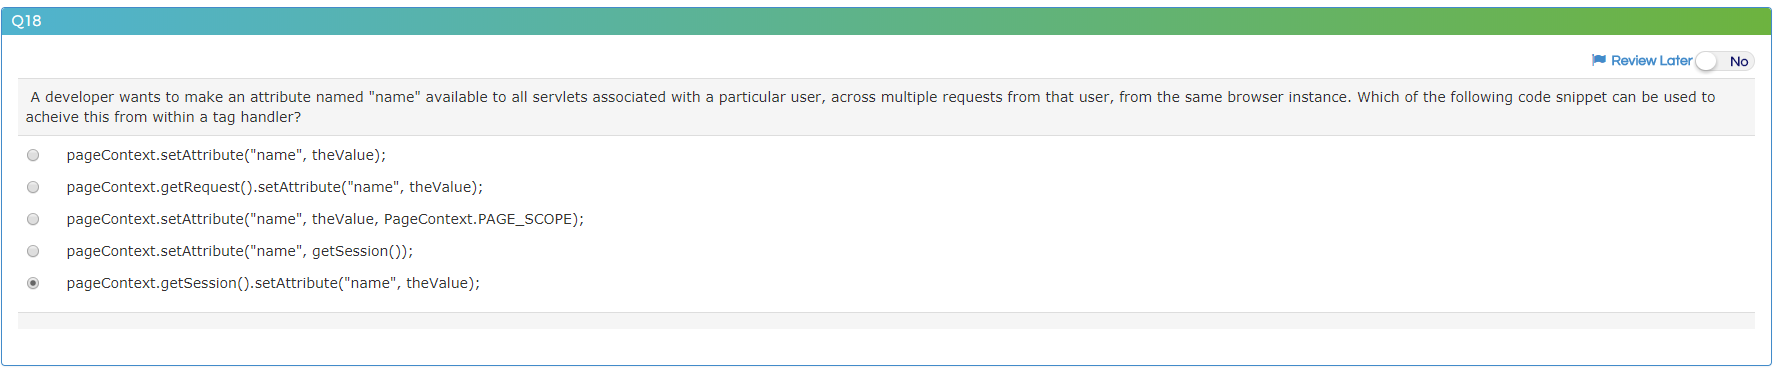 Q18
Review Later No
A developer wants to make an attribute named "name" available to all servlets associated with a particular user, across multiple requests from that user, from the same browser instance. Which of the following code snippet can be used to
acheive this from within a tag handler?
pageContext.setAttribute("name", theValue);
pageContext.getRequest().setAttribute("name", theValue);
pageContext.setAttribute("name", theValue, PageContext.PAGE_SCOPE);
pageContext.setAttribute("name", getSession());
pageContext.getSession().setAttribute("name", theValue);